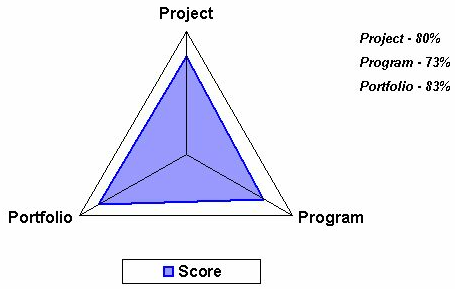 Project
Project - 80%
Program - 73%
Portfolio - 83%
Portfolio
Program
Score